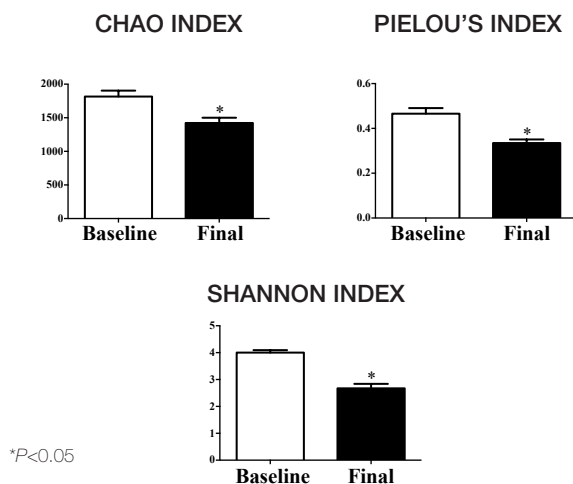 CHAO INDEX
2000
1500
1000
500
0
*
Baseline Final
PIELOU'S INDEX
0.6
0.4
0.2
0.0
*
Baseline Final
SHANNON INDEX
5
4
3
2
1
0
*
Baseline Final
*P<0.05